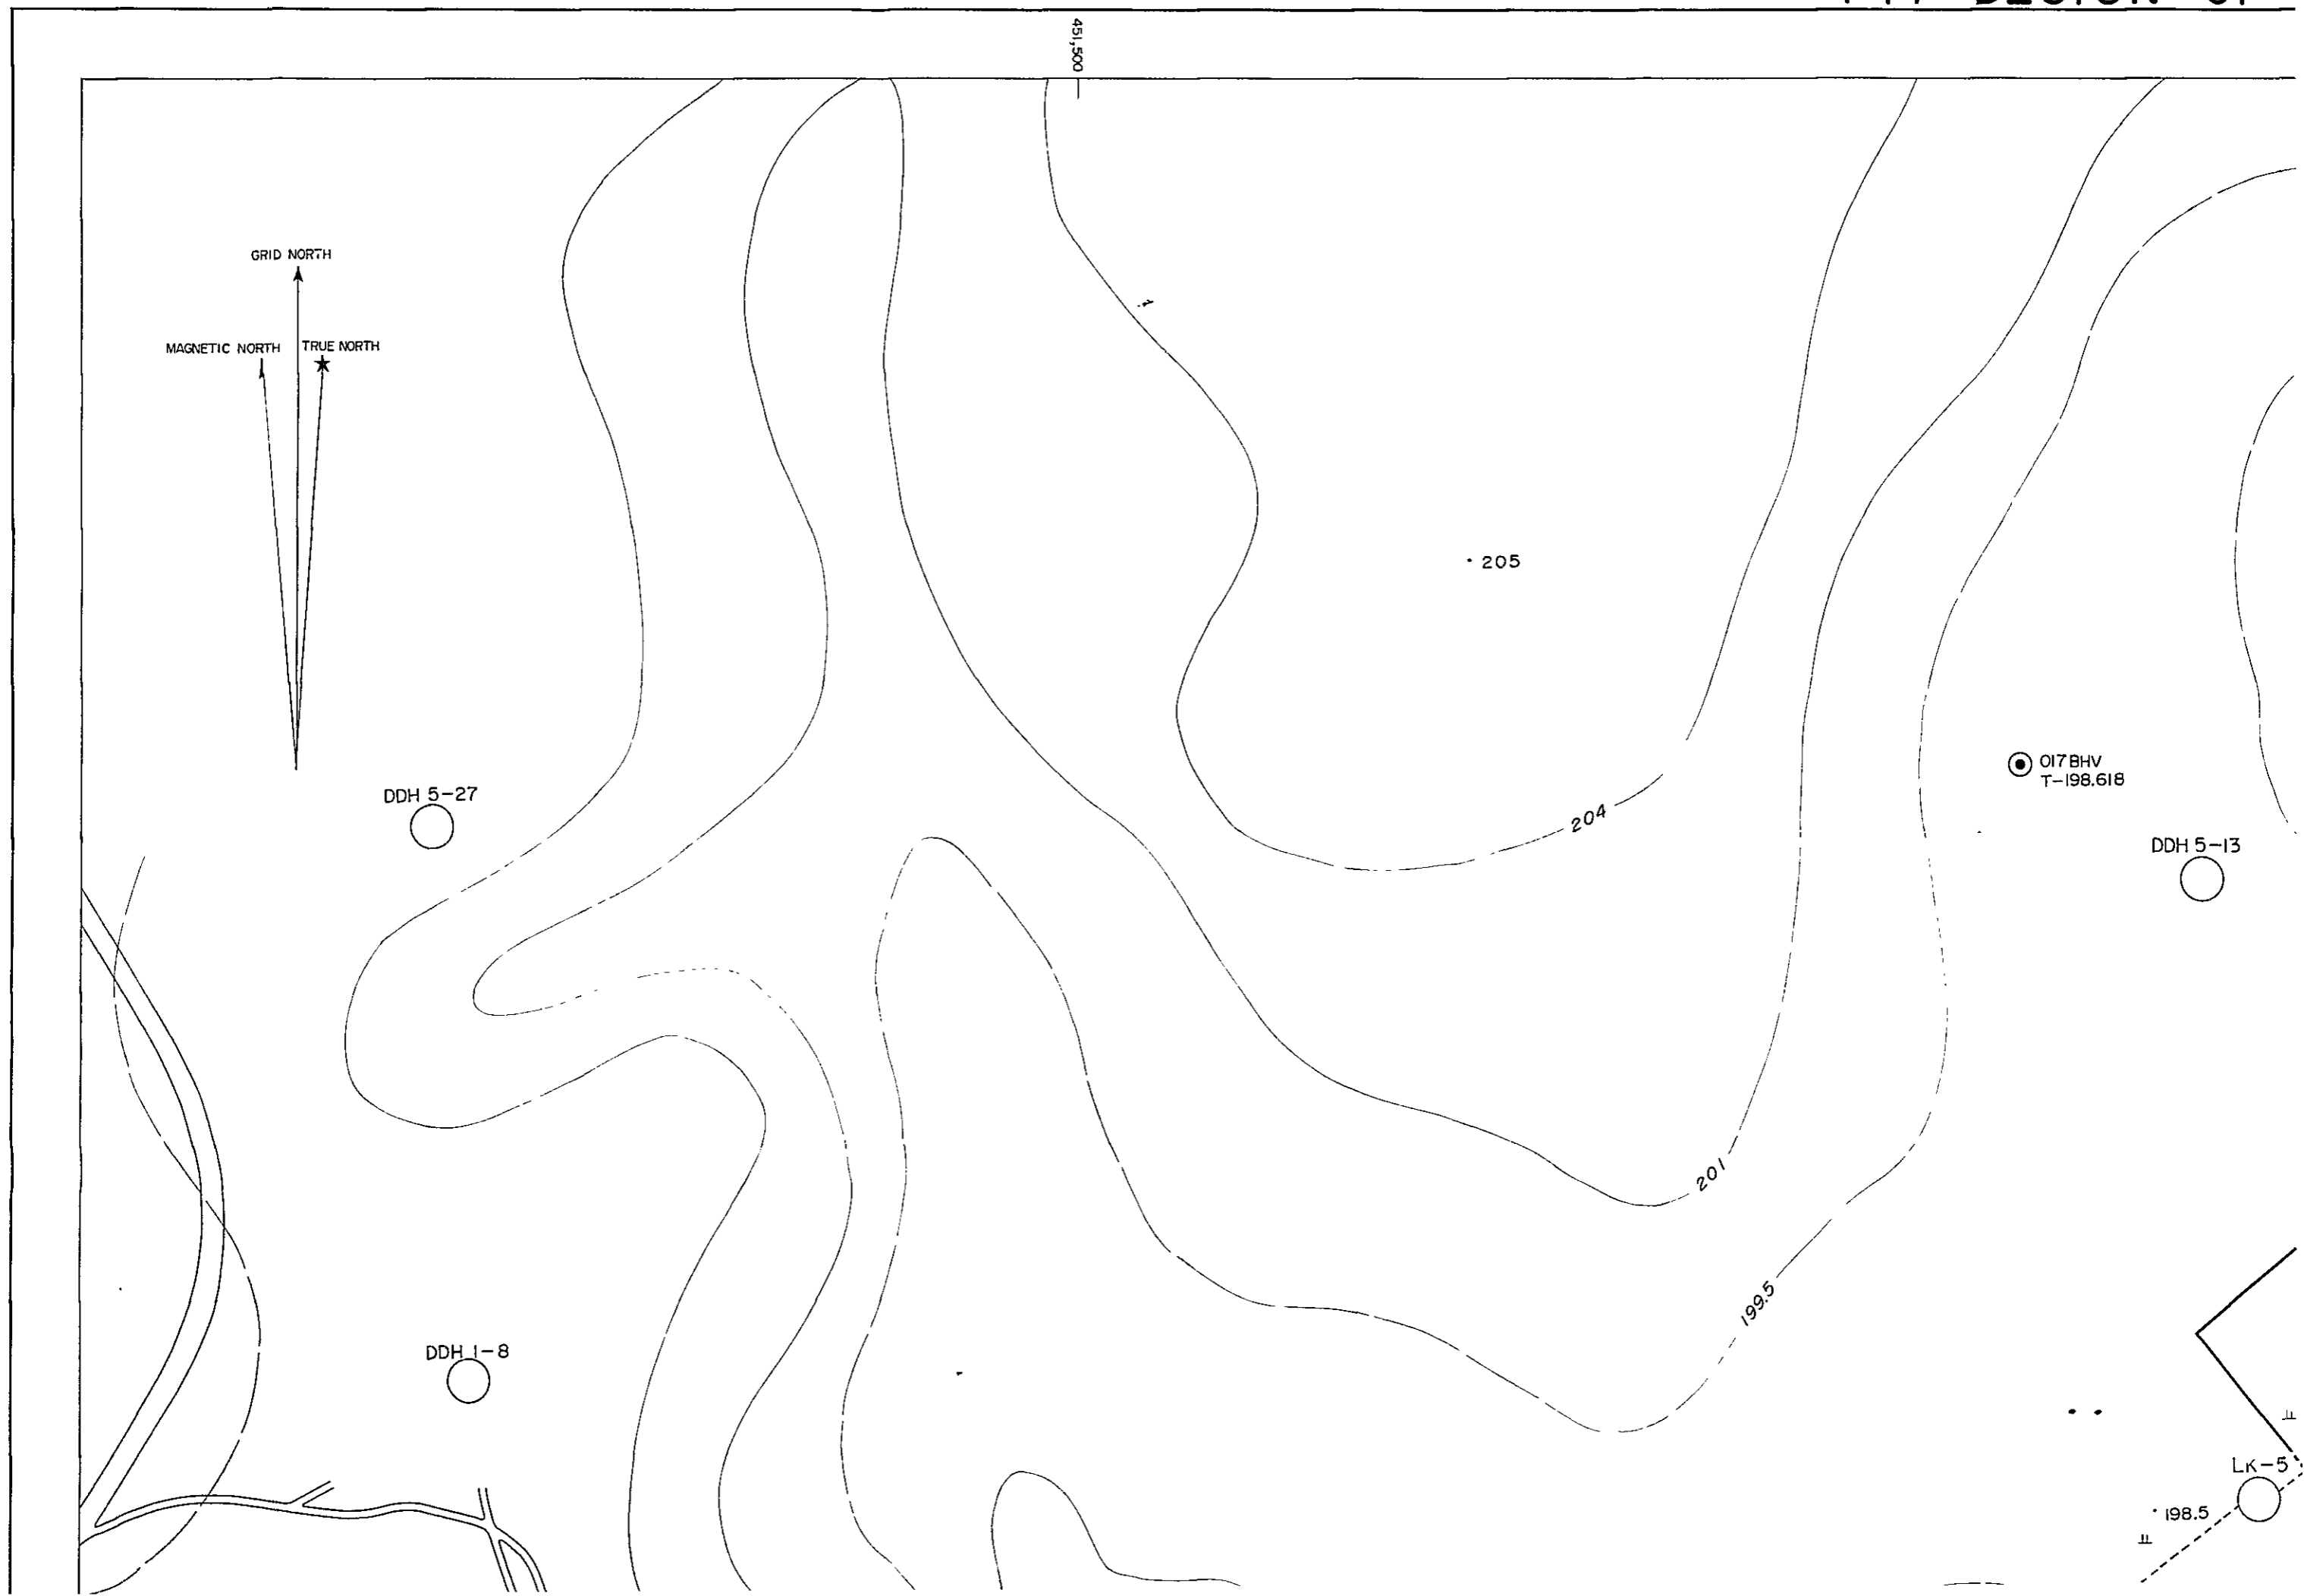 451,500
GRID NORTH
MAGNETIC NORTH
TRUE NORTH
205
DDH 5-27
017BHV
T-198.618
204
DDH 5-13
201
199.5
DDH 1-8
LK-5
198.5